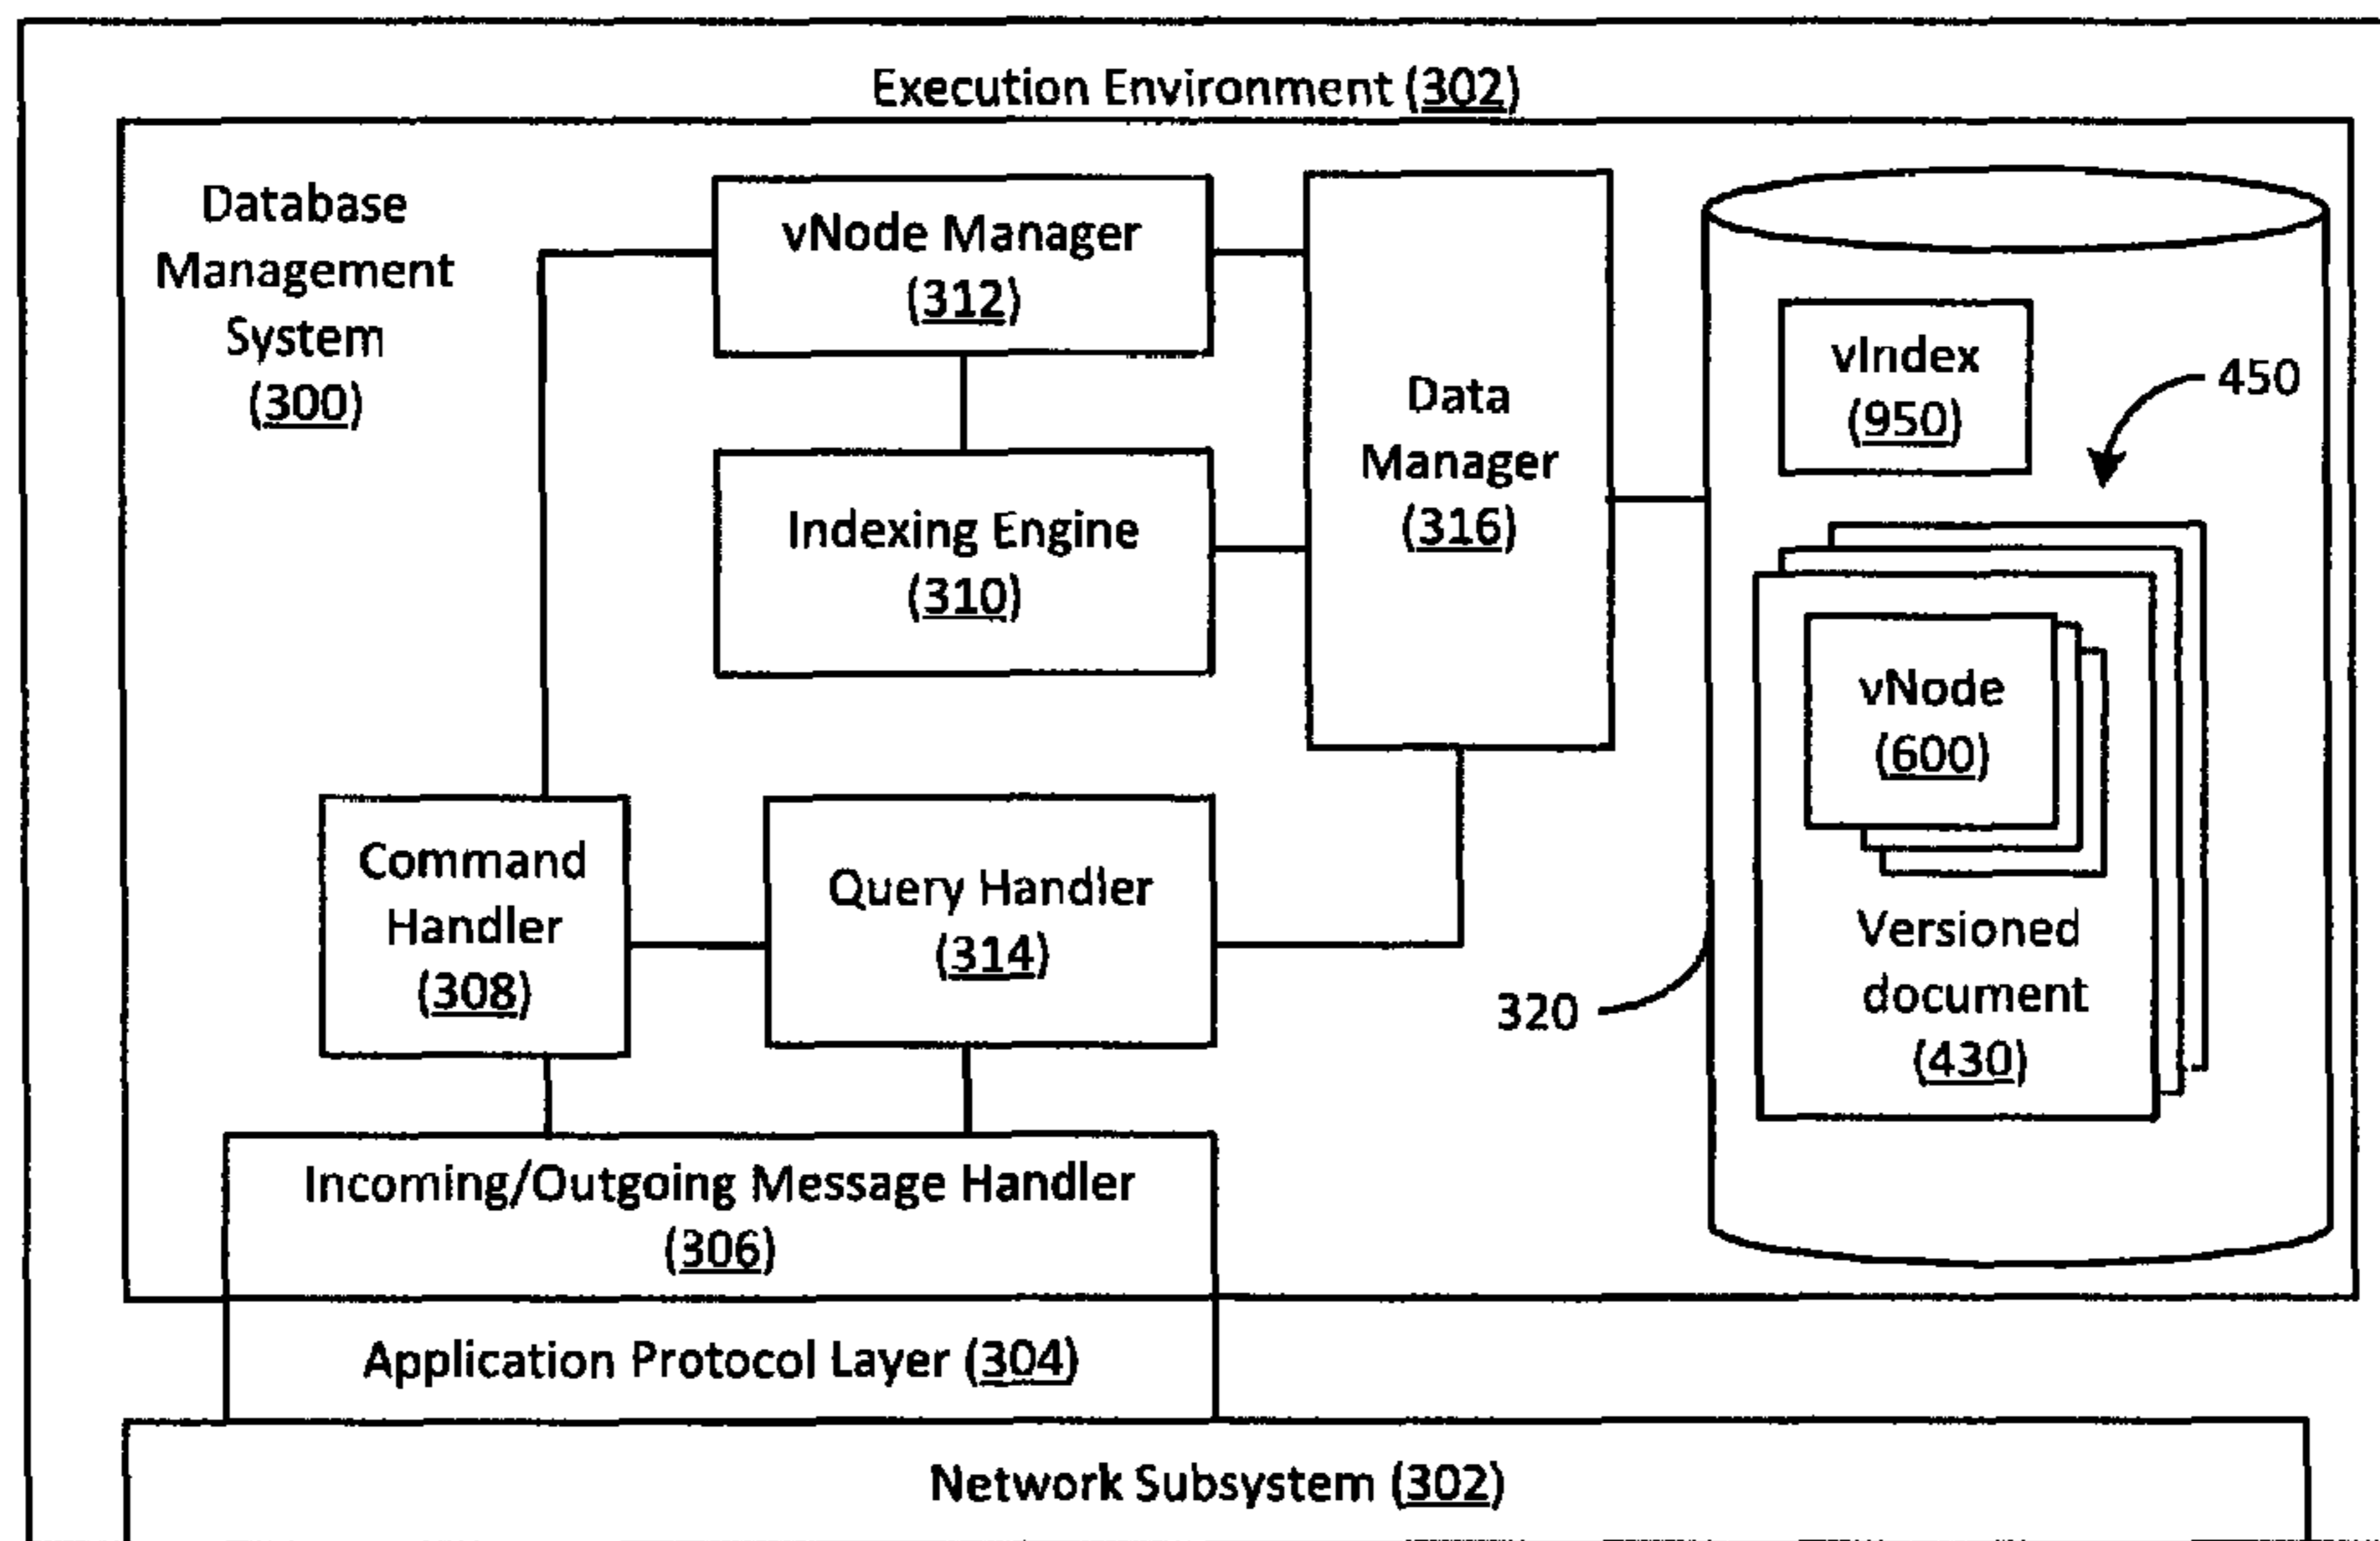 Execution Environment (302)
Database
Management
System
(300)
vNode Manager
(312)
Indexing Engine
(310)
Data
Manager
(316)
vIndex
(950)
450
vNode
(600)
Versioned
document
(430)
320
Command
Handler
(308)
Query Handler
(314)
Incoming/Outgoing Message Handler
(306)
Application Protocol Layer (304)
Network Subsystem (302)